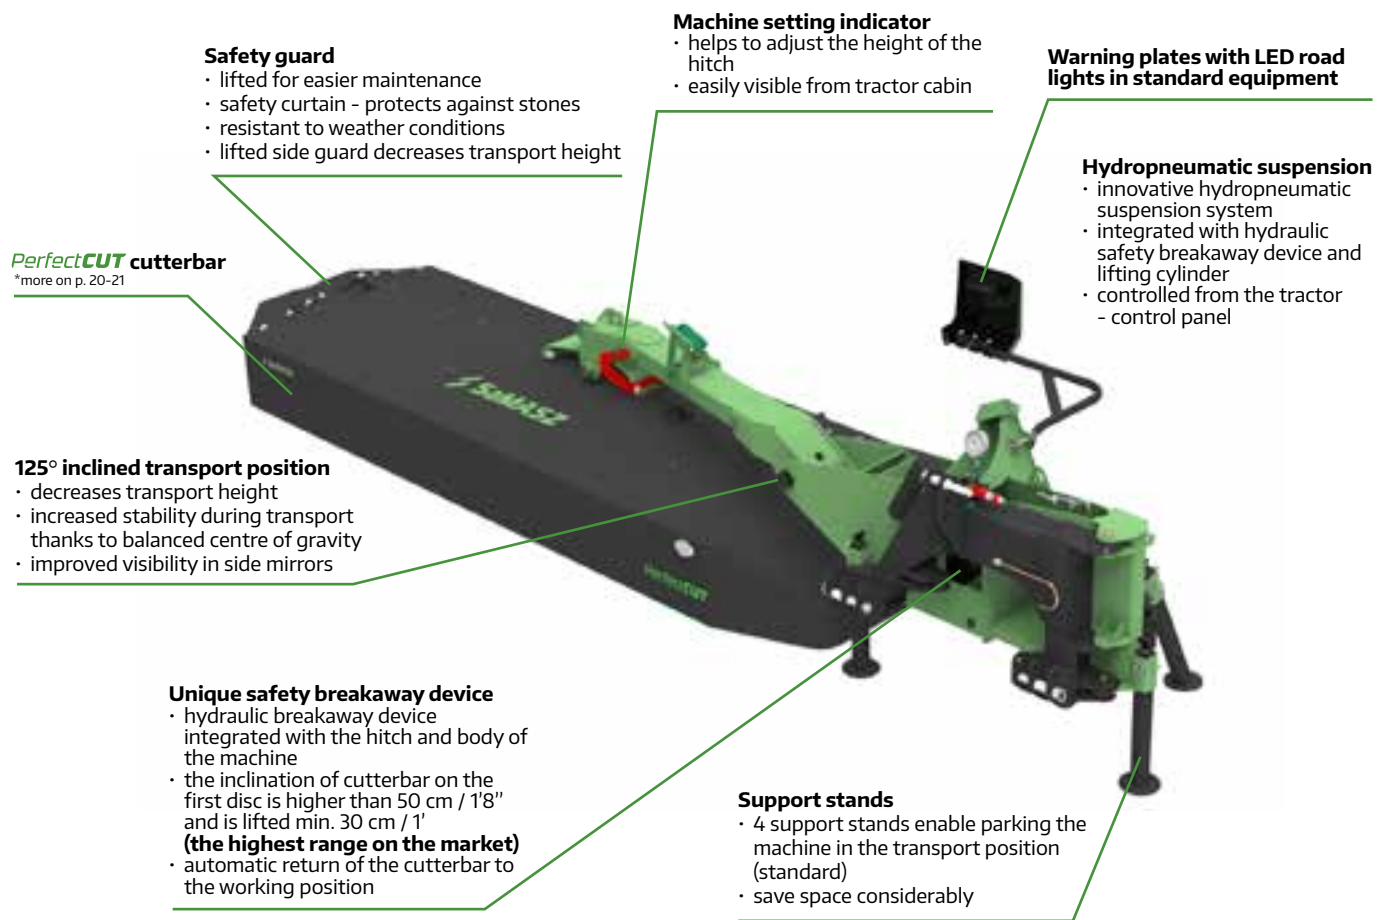 Machine setting indicator
· helps to adjust the height of the
hitch
· easily visible from tractor cabin
Safety guard
· lifted for easier maintenance
· safety curtain - protects against stones
· resistant to weather conditions
· lifted side guard decreases transport height
Warning plates with LED road
lights in standard equipment
Hydropneumatic suspension
· innovative hydropneumatic
suspension system
· integrated with hydraulic
safety breakaway device and
lifting cylinder
· controlled from the tractor
- control panel
PerfectCUT cutterbar
*more on p. 20-21
SaMASZ
125° inclined transport position
· decreases transport height
· increased stability during transport
thanks to balanced centre of gravity
· improved visibility in side mirrors
PerfectCUT
Unique safety breakaway device
· hydraulic breakaway device
integrated with the hitch and body of
the machine
· the inclination of cutterbar on the
first disc is higher than 50 cm / 1'8’’
and is lifted min. 30 cm / 1'
(the highest range on the market)
· automatic return of the cutterbar to
the working position
Support stands
· 4 support stands enable parking the
machine in the transport position
(standard)
· save space considerably